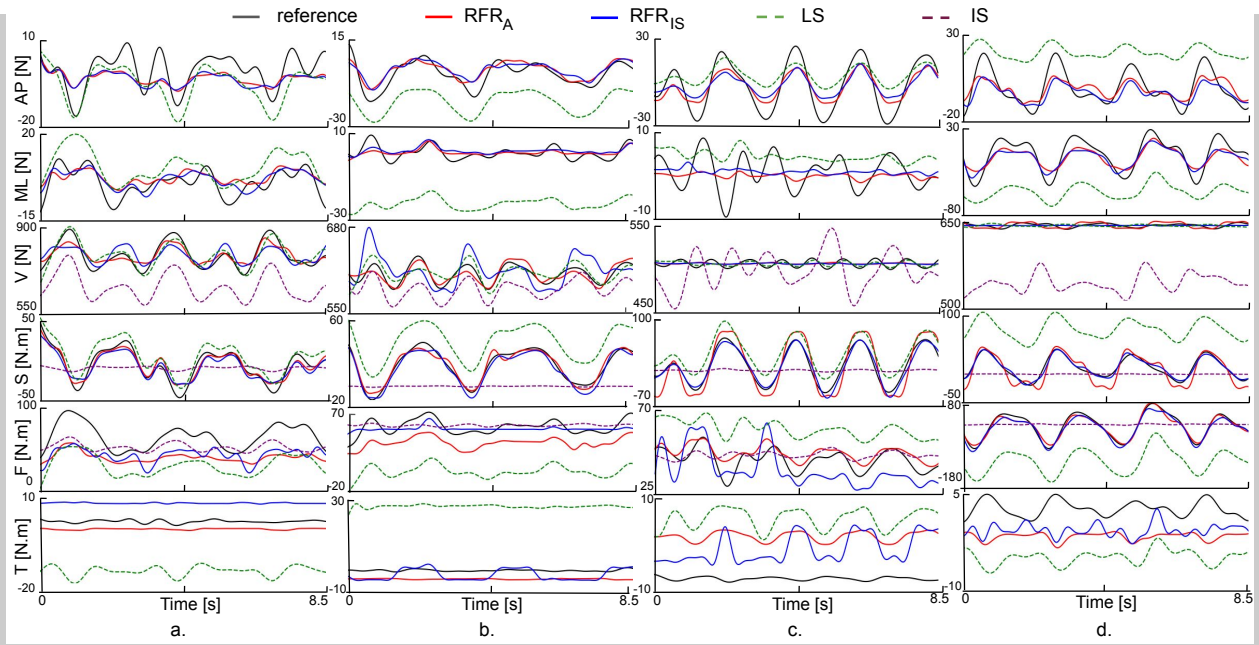 reference RFR_A RFR_IS LS IS
AP [N] 10 -20 15 -30 30 -30 30 -20
ML [N] 20 -15 10 -30 10 -10 30 -80
V [N] 900 550 680 550 550 450 650 500
S [N.m] 50 -50 60 20 100 -70 100 -50
F [N.m] 100 0 70 -20 70 25 80 -180
T [N.m] 10 -20 30 -10 10 -10 5 -10
0 Time [s] 8.5 0 Time [s] 8.5 0 Time [s] 8.5 0 Time [s] 8.5
a. b. c. d.